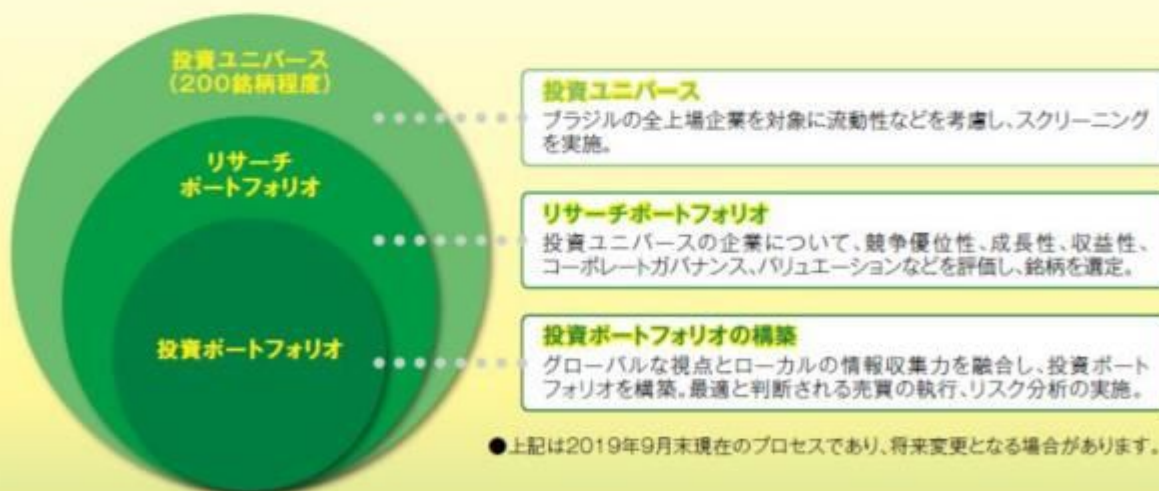 投資ユニバース
(200銘柄程度)
リサーチ
ポートフォリオ
投資ポートフォリオ
投資ユニバース
ブラジルの全上場企業を対象に流動性などを考慮し、スクリーニング
を実施。
リサーチポートフォリオ
投資ユニバースの企業について、競争優位性、成長性、収益性、
コーポレートガバナンス、バリュエーションなどを評価し、銘柄を選定。
投資ポートフォリオの構築
グローバルな視点とローカルの情報収集力を融合し、投資ポート
フォリオを構築。最適と判断される売買の執行、リスク分析の実施。
●上記は2019年9月末現在のプロセスであり、将来変更となる場合があります。